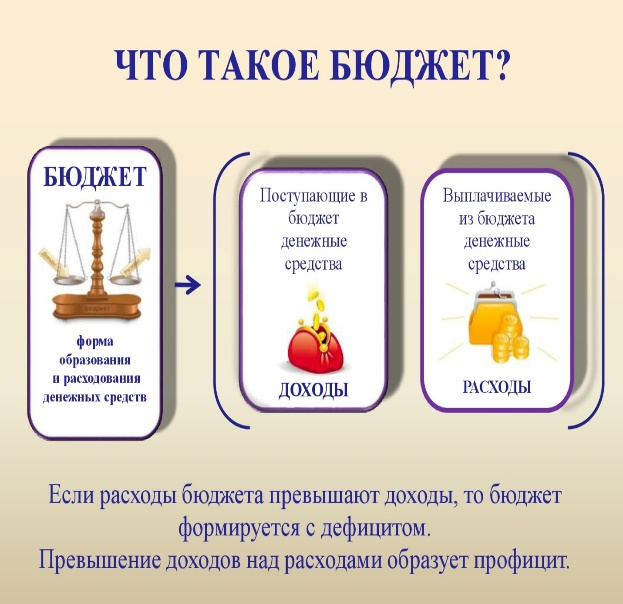 ЧТО ТАКОЕ БЮДЖЕТ?
БЮДЖЕТ
форма
образования
и расходования
денежных средств
Поступающие в
бюджет
денежные
средства
ДОХОДЫ
Выплачиваемые
из бюджета
денежные
средства
РАСХОДЫ
Если расходы бюджета превышают доходы, то бюджет
формируется с дефицитом.
Превышение доходов над расходами образует профицит.